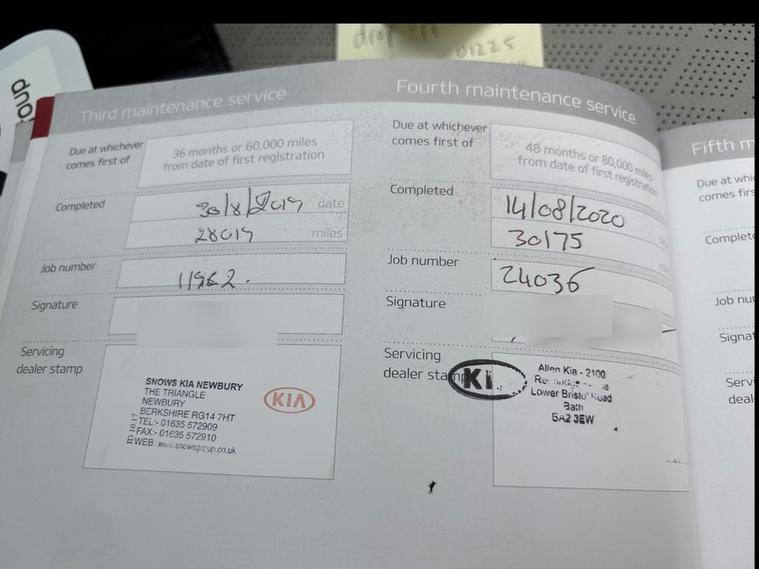 drop off
01225
Third maintenance service
Due at whichever
comes first of
36 months or 60,000 miles
from date of first registration
Completed
30/8/2019 date
28019 miles
Job number
11962.
Signature
Servicing
dealer stamp
SNOWS KIA NEWBURY
THE TRIANGLE
NEWBURY
BERKSHIRE RG14 7HT
TEL:- 01635 572909
FAX:- 01635 572910
WEB: www.snowsgroup.co.uk
KIA
Fourth maintenance service
Due at whichever
comes first of
48 months or 80,000 miles
from date of first registration
Completed
14/08/2020
30175
Job number
24036
Signature
Servicing
dealer stamp
Allen Kia - 2100
Lower Bristol Road
Bath
BA2 3EW
Fifth m
Due at whi
comes firs
Complete
Job nu
Signat
Servi
deal